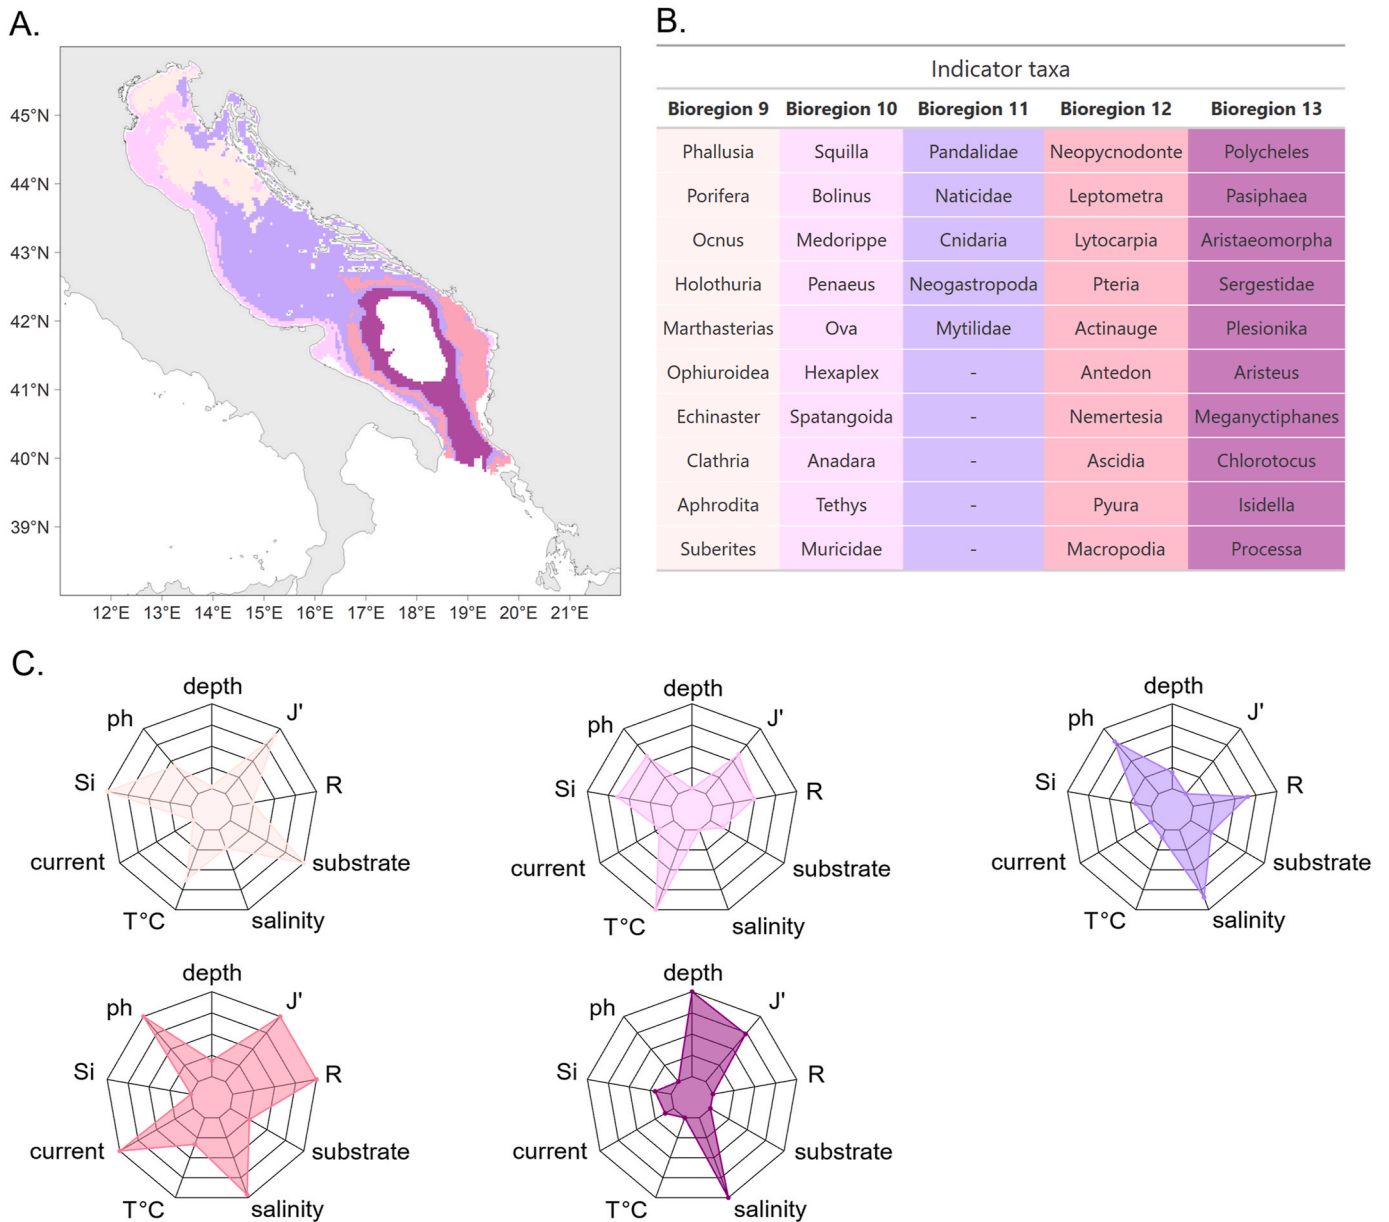 A.
45°N
44°N
43°N
42°N
41°N
40°N
39°N
12°E 13°E 14°E 15°E 16°E 17°E 18°E 19°E 20°E 21°E
B.
Indicator taxa
Bioregion 9 Bioregion 10 Bioregion 11 Bioregion 12 Bioregion 13
Phallusia Squilla Pandalidae Neopycnodonte Polycheles
Porifera Bolinus Naticidae Leptometra Pasiphaea
Ocnus Medorippe Cnidaria Lytocarpia Aristaeomorpha
Holothuria Penaeus Neogastropoda Pteria Sergestidae
Marthasterias Ova Mytilidae Actinauge Plesionika
Ophiuroidea Hexaplex - Antedon Aristeus
Echinaster Spatangoida - Nemertesia Meganyctiphanes
Clathria Anadara - Ascidia Chlorotocus
Aphrodita Tethys - Pyura Isidella
Suberites Muricidae - Macropodia Processa
C.
depth
J'
R
substrate
salinity
T°C
current
Si
ph
depth
J'
R
substrate
salinity
T°C
current
Si
ph
depth
J'
R
substrate
salinity
T°C
current
Si
ph
depth
J'
R
substrate
salinity
T°C
current
Si
ph
depth
J'
R
substrate
salinity
T°C
current
Si
ph